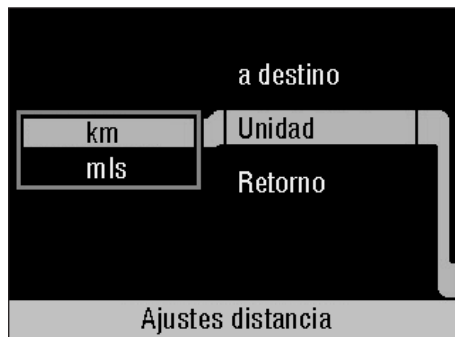 a destino
km
Unidad
mls
Retorno
Ajustes distancia